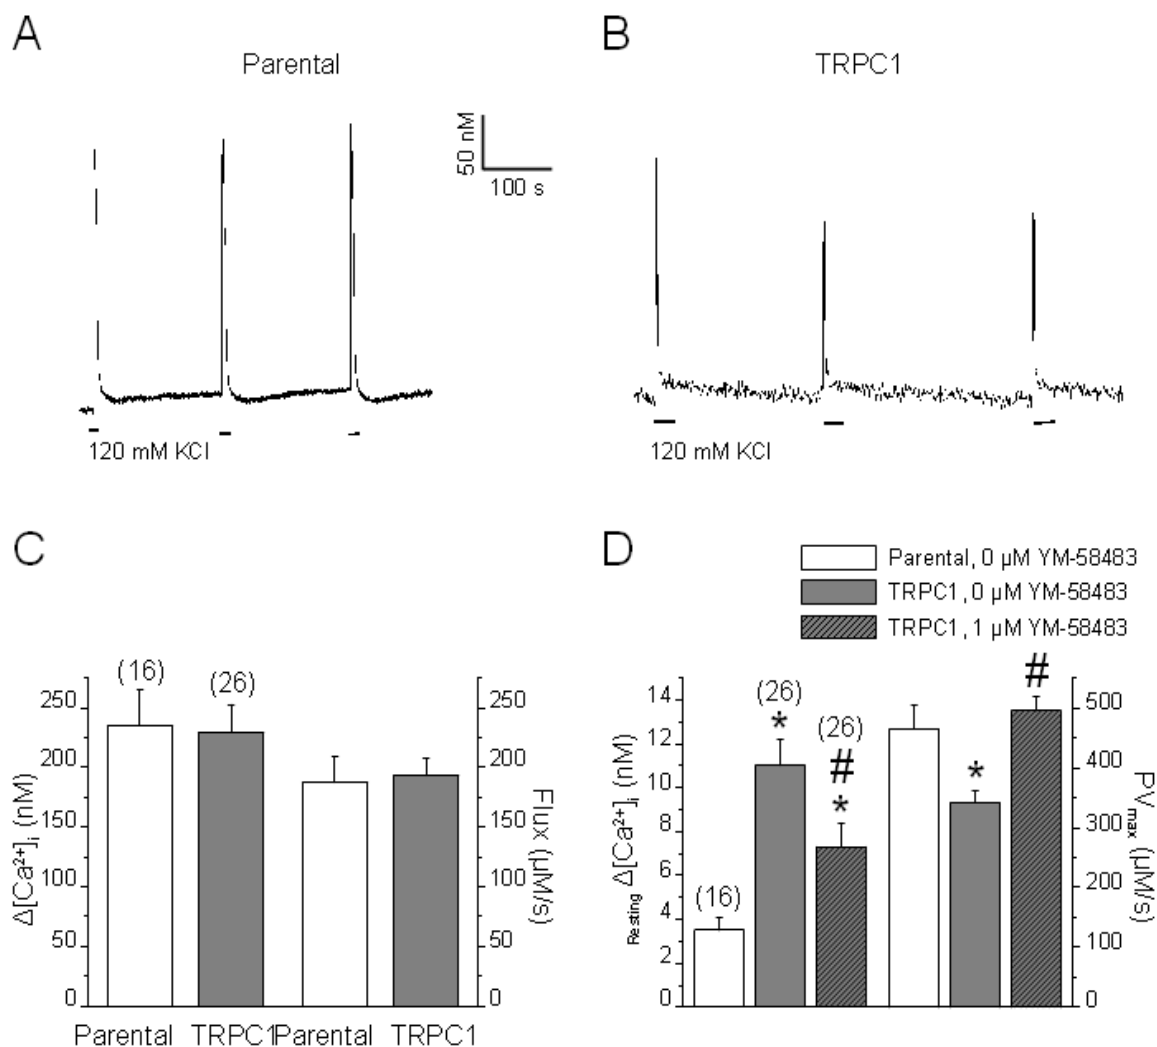 A
B
Parental
TRPC1
50 nM
100 s
120 mM KCl
120 mM KCl
C
D
Parental, 0 µM YM-58483
TRPC1, 0 µM YM-58483
TRPC1, 1 µM YM-58483
(16)
(26)
Δ[Ca²⁺]ᵢ (nM)
250
200
150
100
50
0
Flux (µM/s)
250
200
150
100
50
0
Parental
TRPC1
Parental
TRPC1
Resting Δ[Ca²⁺]ᵢ (nM)
14
12
10
8
6
4
2
0
(16)
(26)
*
(26)
#
*
*
#
PVmax (µM/s)
500
400
300
200
100
0